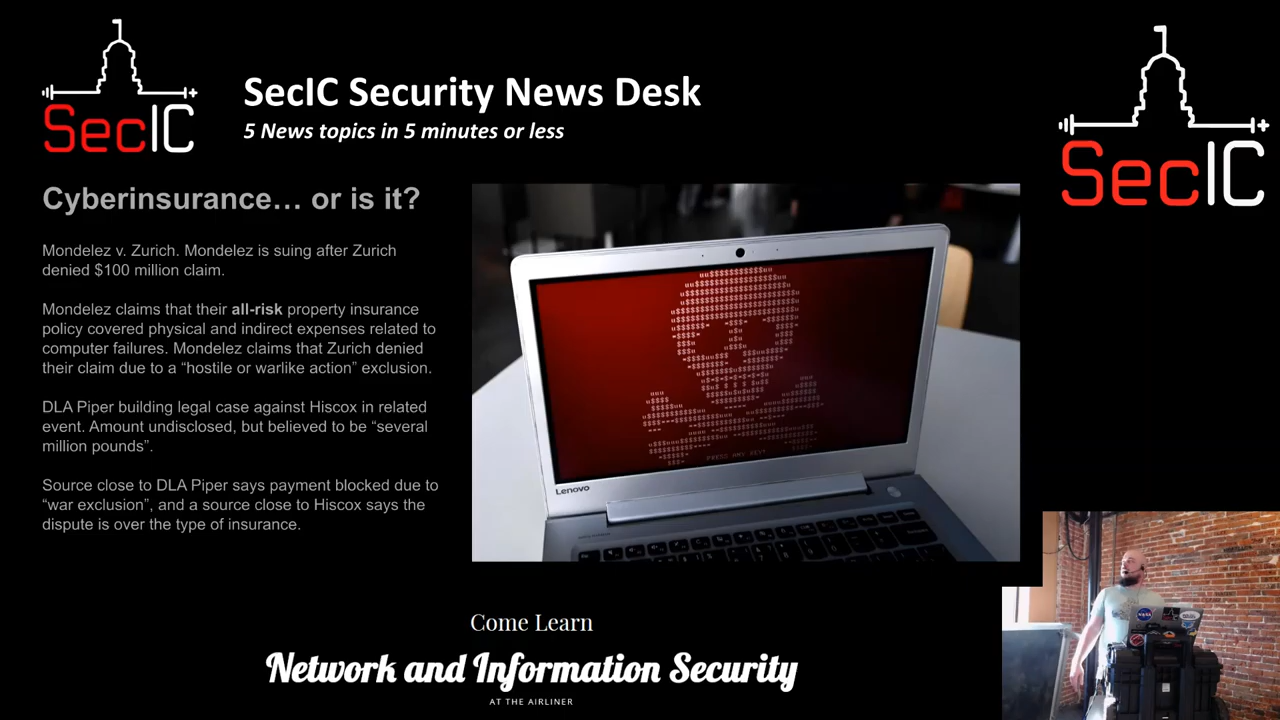 SecIC
SecIC Security News Desk
5 News topics in 5 minutes or less
SecIC
Cyberinsurance… or is it?
Mondelez v. Zurich. Mondelez is suing after Zurich
denied $100 million claim.
Mondelez claims that their all-risk property insurance
policy covered physical and indirect expenses related to
computer failures. Mondelez claims that Zurich denied
their claim due to a “hostile or warlike action” exclusion.
DLA Piper building legal case against Hiscox in related
event. Amount undisclosed, but believed to be “several
million pounds”.
Source close to DLA Piper says payment blocked due to
“war exclusion”, and a source close to Hiscox says the
dispute is over the type of insurance.
PRESS ANY KEY!
Lenovo
NASA
Come Learn
Network and Information Security
AT THE AIRLINER